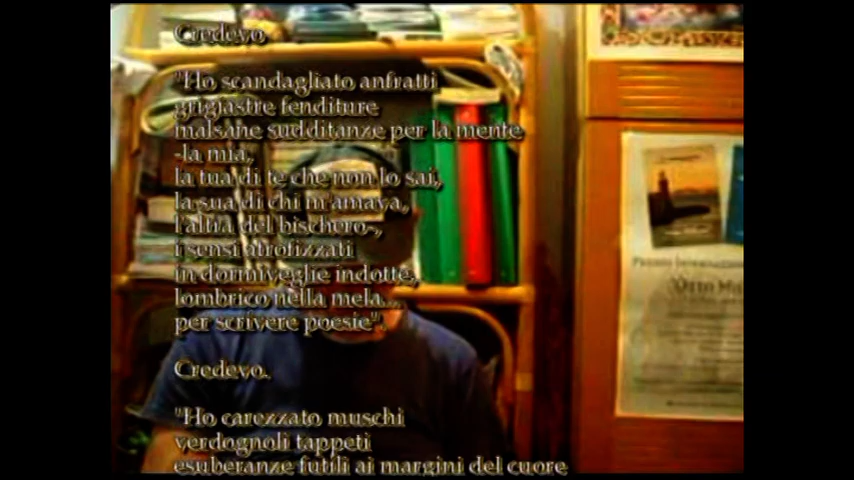 Credevo
"Ho scandagliato anfratti
grigiastre fenditure
malsane sudditanze per la mente
-la mia,
la tua di te che non lo sai,
la sua di chi m'amava,
l'altra del bischero-,
i sensi atrofizzati
in dormiveglie indotte,
lombrico nella mela...
per scrivere poesie".
Credevo.
"Ho carezzato muschi
verdognoli tappeti
esuberanze futili ai margini del cuore